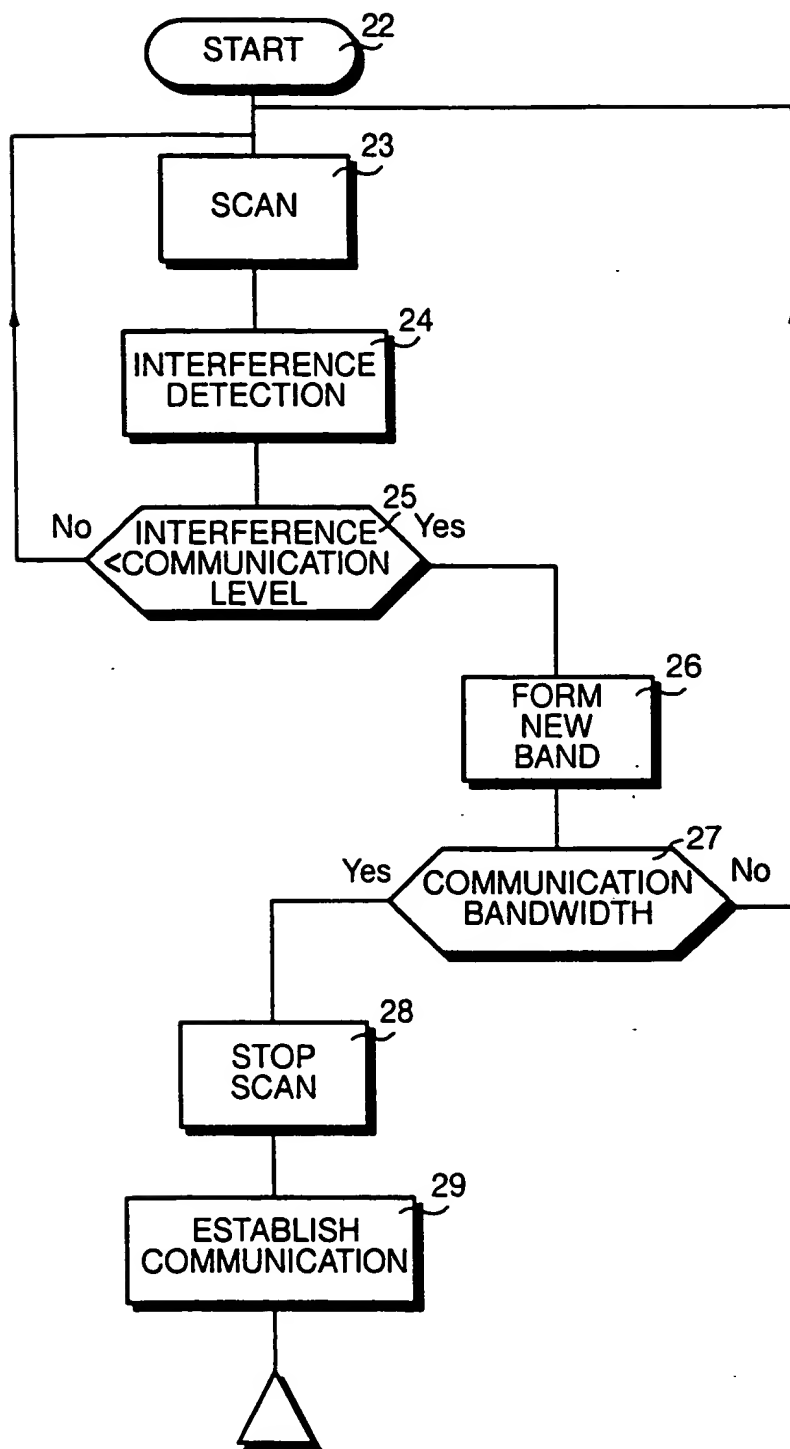 START
22
SCAN
23
INTERFERENCE
DETECTION
24
No
INTERFERENCE
<COMMUNICATION
LEVEL
25
Yes
FORM
NEW
BAND
26
Yes
COMMUNICATION
BANDWIDTH
27
No
STOP
SCAN
28
ESTABLISH
COMMUNICATION
29